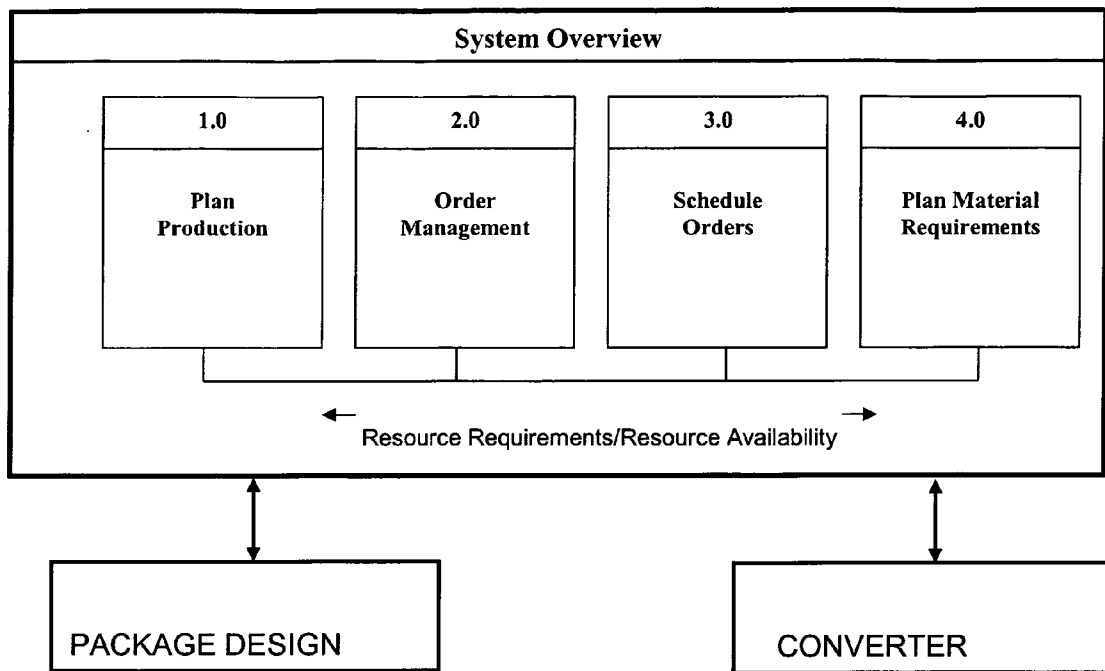 System Overview
1.0
2.0
3.0
4.0
Plan
Production
Order
Management
Schedule
Orders
Plan Material
Requirements
Resource Requirements/Resource Availability
PACKAGE DESIGN
CONVERTER